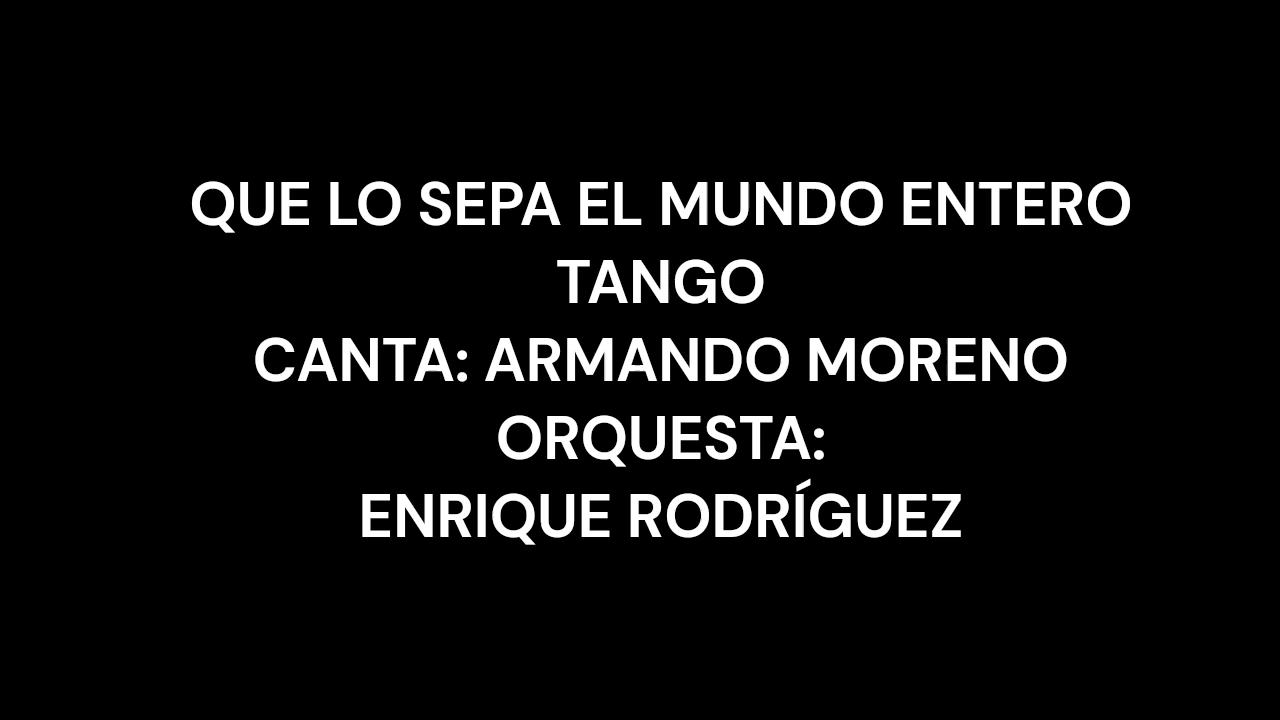 QUE LO SEPA EL MUNDO ENTERO
TANGO
CANTA: ARMANDO MORENO
ORQUESTA:
ENRIQUE RODRÍGUEZ